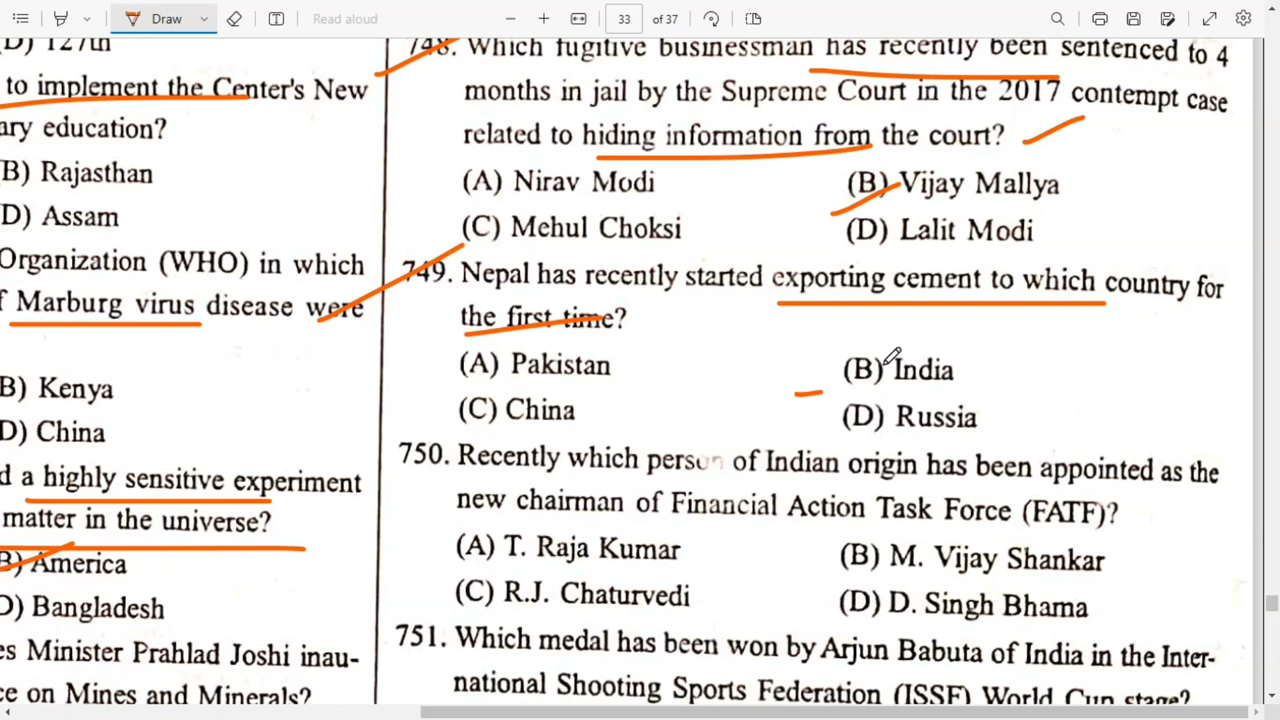 Draw
Read aloud
33
of 37
(D) 127th
to implement the Center's New
ary education?
B) Rajasthan
D) Assam
Organization (WHO) in which
f Marburg virus disease were
B) Kenya
D) China
d a highly sensitive experiment
matter in the universe?
B) America
D) Bangladesh
es Minister Prahlad Joshi inau-
ce on Mines and Minerals?
748. Which fugitive businessman has recently been sentenced to 4
months in jail by the Supreme Court in the 2017 contempt case
related to hiding information from the court?
(A) Nirav Modi
(B) Vijay Mallya
(C) Mehul Choksi
(D) Lalit Modi
749. Nepal has recently started exporting cement to which country for
the first time?
(A) Pakistan
(B) India
(C) China
(D) Russia
750. Recently which person of Indian origin has been appointed as the
new chairman of Financial Action Task Force (FATF)?
(A) T. Raja Kumar
(B) M. Vijay Shankar
(C) R.J. Chaturvedi
(D) D. Singh Bhama
751. Which medal has been won by Arjun Babuta of India in the Inter-
national Shooting Sports Federation (ISSF) World Cup stage?